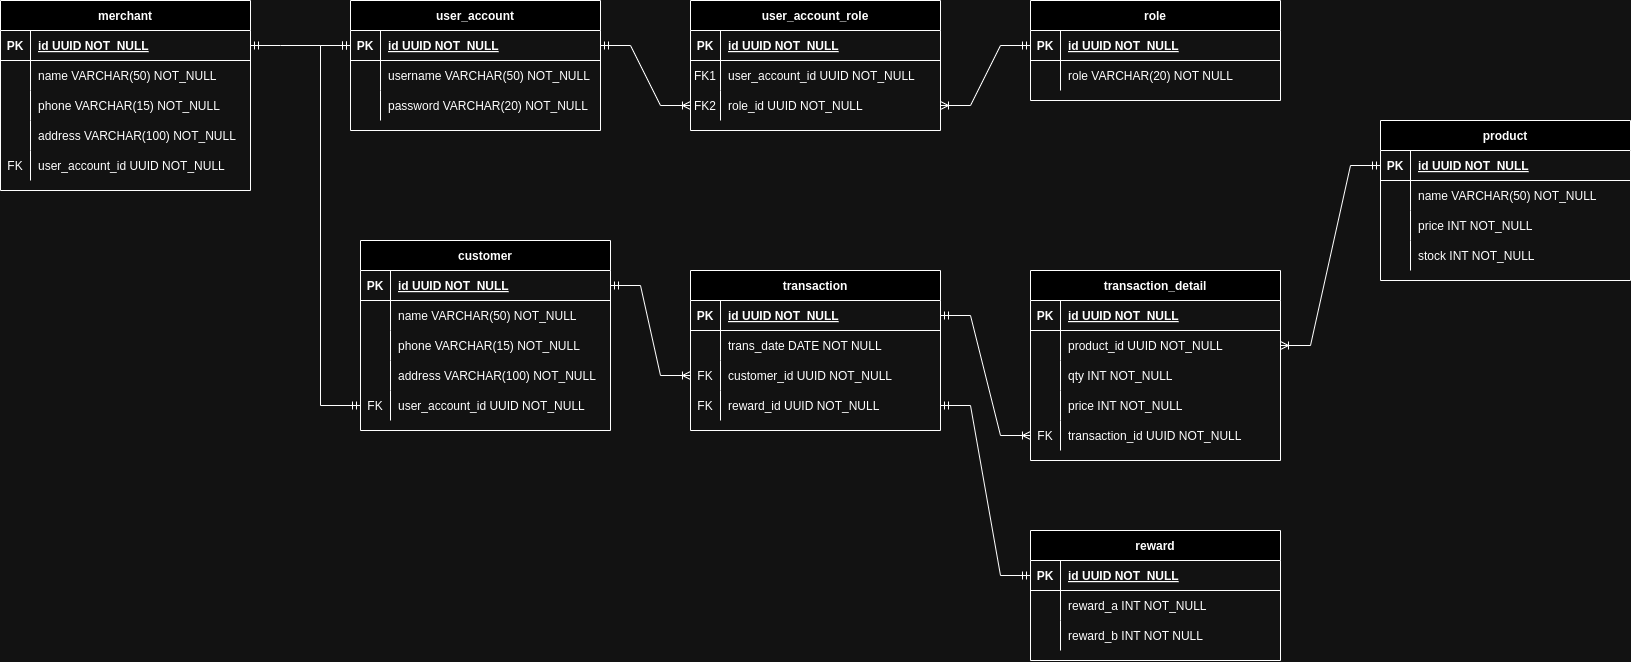 merchant
PK id UUID NOT_NULL
name VARCHAR(50) NOT_NULL
phone VARCHAR(15) NOT_NULL
address VARCHAR(100) NOT_NULL
FK user_account_id UUID NOT_NULL
user_account
PK id UUID NOT_NULL
username VARCHAR(50) NOT_NULL
password VARCHAR(20) NOT_NULL
user_account_role
PK id UUID NOT_NULL
FK1 user_account_id UUID NOT_NULL
FK2 role_id UUID NOT_NULL
role
PK id UUID NOT_NULL
role VARCHAR(20) NOT NULL
product
PK id UUID NOT_NULL
name VARCHAR(50) NOT_NULL
price INT NOT_NULL
stock INT NOT_NULL
customer
PK id UUID NOT_NULL
name VARCHAR(50) NOT_NULL
phone VARCHAR(15) NOT_NULL
address VARCHAR(100) NOT_NULL
FK user_account_id UUID NOT_NULL
transaction
PK id UUID NOT_NULL
trans_date DATE NOT NULL
FK customer_id UUID NOT_NULL
FK reward_id UUID NOT_NULL
transaction_detail
PK id UUID NOT_NULL
product_id UUID NOT_NULL
qty INT NOT_NULL
price INT NOT_NULL
FK transaction_id UUID NOT_NULL
reward
PK id UUID NOT_NULL
reward_a INT NOT_NULL
reward_b INT NOT NULL